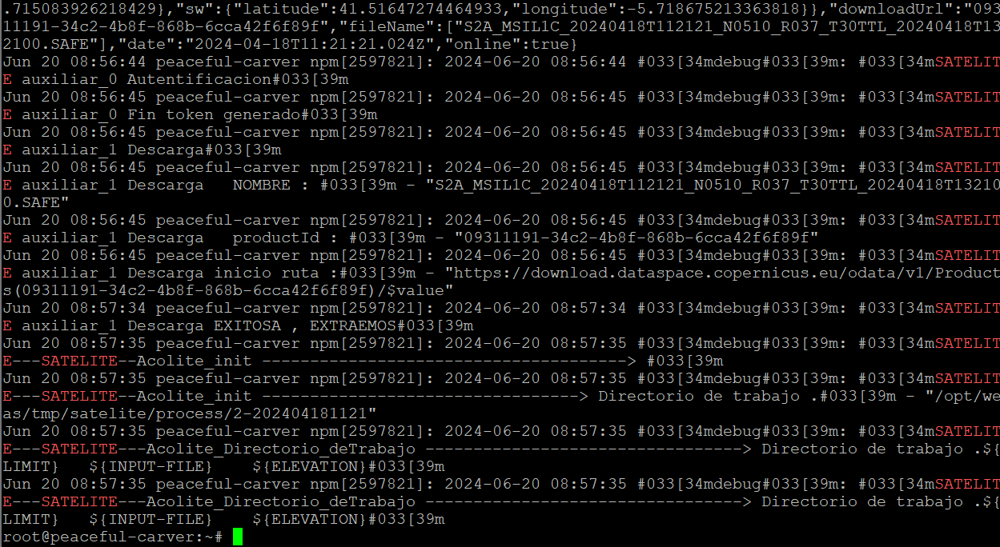 .715083926218429},"sw":{"latitude":41.51647274464933,"longitude":-5.718675213363818}},"downloadUrl":"093
11191-34c2-4b8f-868b-6cca42f6f89f","fileName":["S2A_MSIL1C_20240418T112121_N0510_R037_T30TTL_20240418T13
2100.SAFE"],"date":"2024-04-18T11:21:21.024Z","online":true}
Jun 20 08:56:44 peaceful-carver npm[2597821]: 2024-06-20 08:56:44 #033[34mdebug#033[39m: #033[34mSATELIT
E auxiliar_0 Autentificacion#033[39m
Jun 20 08:56:45 peaceful-carver npm[2597821]: 2024-06-20 08:56:45 #033[34mdebug#033[39m: #033[34mSATELIT
E auxiliar_0 Fin token generado#033[39m
Jun 20 08:56:45 peaceful-carver npm[2597821]: 2024-06-20 08:56:45 #033[34mdebug#033[39m: #033[34mSATELIT
E auxiliar_1 Descarga#033[39m
Jun 20 08:56:45 peaceful-carver npm[2597821]: 2024-06-20 08:56:45 #033[34mdebug#033[39m: #033[34mSATELIT
E auxiliar_1 Descarga   NOMBRE : #033[39m - "S2A_MSIL1C_20240418T112121_N0510_R037_T30TTL_20240418T13210
0.SAFE"
Jun 20 08:56:45 peaceful-carver npm[2597821]: 2024-06-20 08:56:45 #033[34mdebug#033[39m: #033[34mSATELIT
E auxiliar_1 Descarga   productId : #033[39m - "09311191-34c2-4b8f-868b-6cca42f6f89f"
Jun 20 08:56:45 peaceful-carver npm[2597821]: 2024-06-20 08:56:45 #033[34mdebug#033[39m: #033[34mSATELIT
E auxiliar_1 Descarga inicio ruta :#033[39m - "https://download.dataspace.copernicus.eu/odata/v1/Product
s(09311191-34c2-4b8f-868b-6cca42f6f89f)/$value"
Jun 20 08:57:34 peaceful-carver npm[2597821]: 2024-06-20 08:57:34 #033[34mdebug#033[39m: #033[34mSATELIT
E auxiliar_1 Descarga EXITOSA , EXTRAEMOS#033[39m
Jun 20 08:57:35 peaceful-carver npm[2597821]: 2024-06-20 08:57:35 #033[34mdebug#033[39m: #033[34mSATELIT
E---SATELITE--Acolite_init --------------------------------------> #033[39m
Jun 20 08:57:35 peaceful-carver npm[2597821]: 2024-06-20 08:57:35 #033[34mdebug#033[39m: #033[34mSATELIT
E---SATELITE--Acolite_init ---------------------------------> Directorio de trabajo .#033[39m - "/opt/we
as/tmp/satelite/process/2-202404181121"
Jun 20 08:57:35 peaceful-carver npm[2597821]: 2024-06-20 08:57:35 #033[34mdebug#033[39m: #033[34mSATELIT
E---SATELITE---Acolite_Directorio_deTrabajo ---------------------------------> Directorio de trabajo .${
LIMIT}   ${INPUT-FILE}    ${ELEVATION}#033[39m
Jun 20 08:57:35 peaceful-carver npm[2597821]: 2024-06-20 08:57:35 #033[34mdebug#033[39m: #033[34mSATELIT
E---SATELITE---Acolite_Directorio_deTrabajo ---------------------------------> Directorio de trabajo .${
LIMIT}   ${INPUT-FILE}    ${ELEVATION}#033[39m
root@peaceful-carver:~#